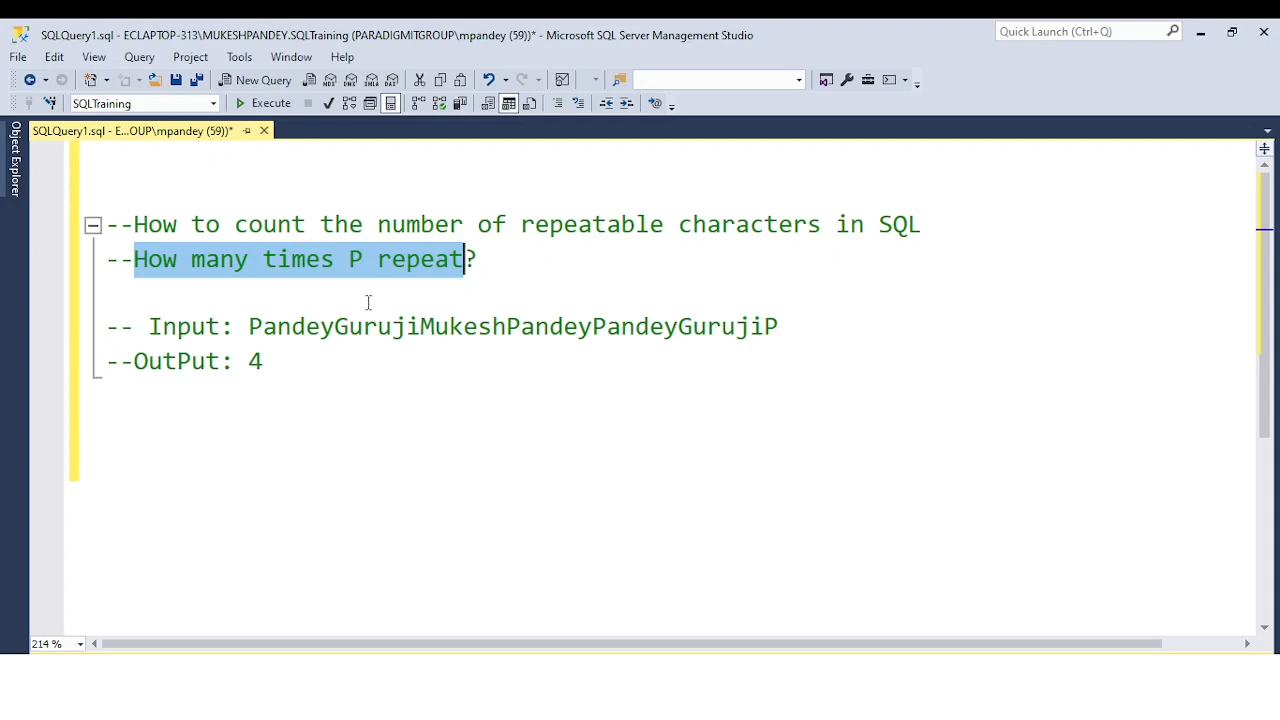 SQLQuery1.sql - ECLAPTOP-313\MUKESHPANDEY.SQLTraining (PARADIGMITGROUP\mpandey (59))* - Microsoft SQL Server Management Studio
Quick Launch (Ctrl+Q)
File Edit View Query Project Tools Window Help
New Query
SQLTraining
Execute
SQLQuery1.sql - E...OUP\mpandey (59))*
Object Explorer
--How to count the number of repeatable characters in SQL
--How many times P repeat?
-- Input: PandeyGurujiMukeshPandeyPandeyGurujiP
--OutPut: 4
214 %